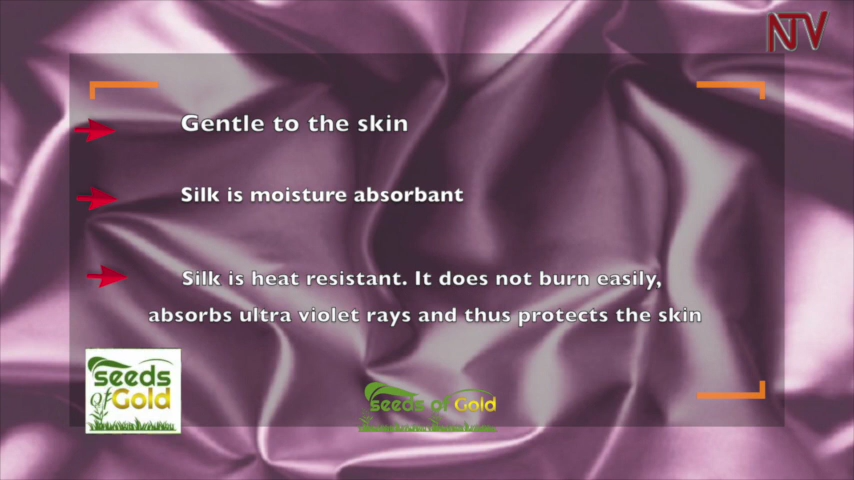 NTV
Gentle to the skin
Silk is moisture absorbant
Silk is heat resistant. It does not burn easily,
absorbs ultra violet rays and thus protects the skin
seeds
of Gold
seeds of Gold